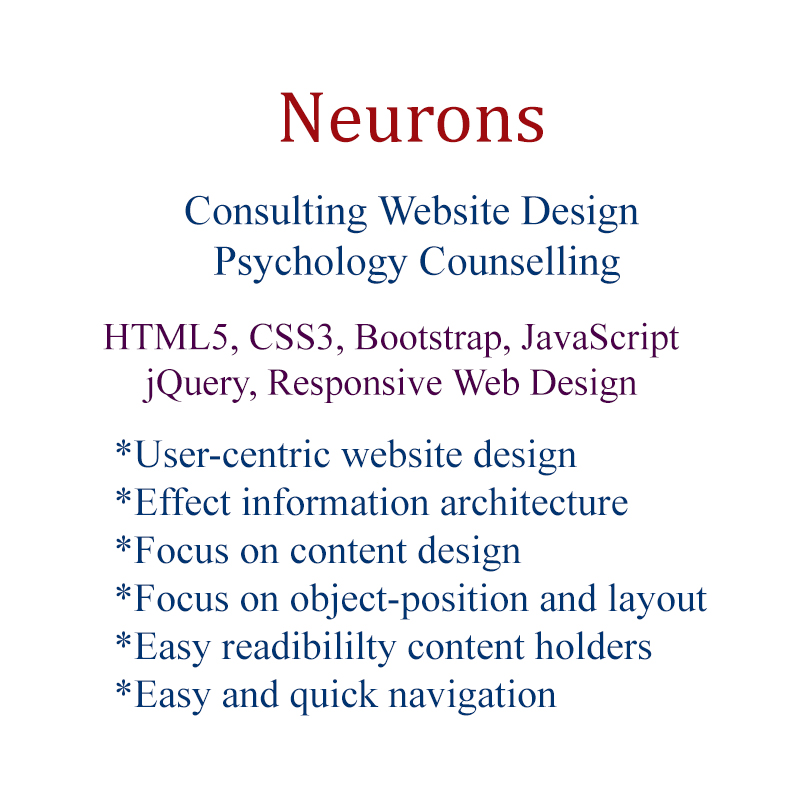 Neurons
Consulting Website Design
Psychology Counselling
HTML5, CSS3, Bootstrap, JavaScript
jQuery, Responsive Web Design
*User-centric website design
*Effect information architecture
*Focus on content design
*Focus on object-position and layout
*Easy readibililty content holders
*Easy and quick navigation